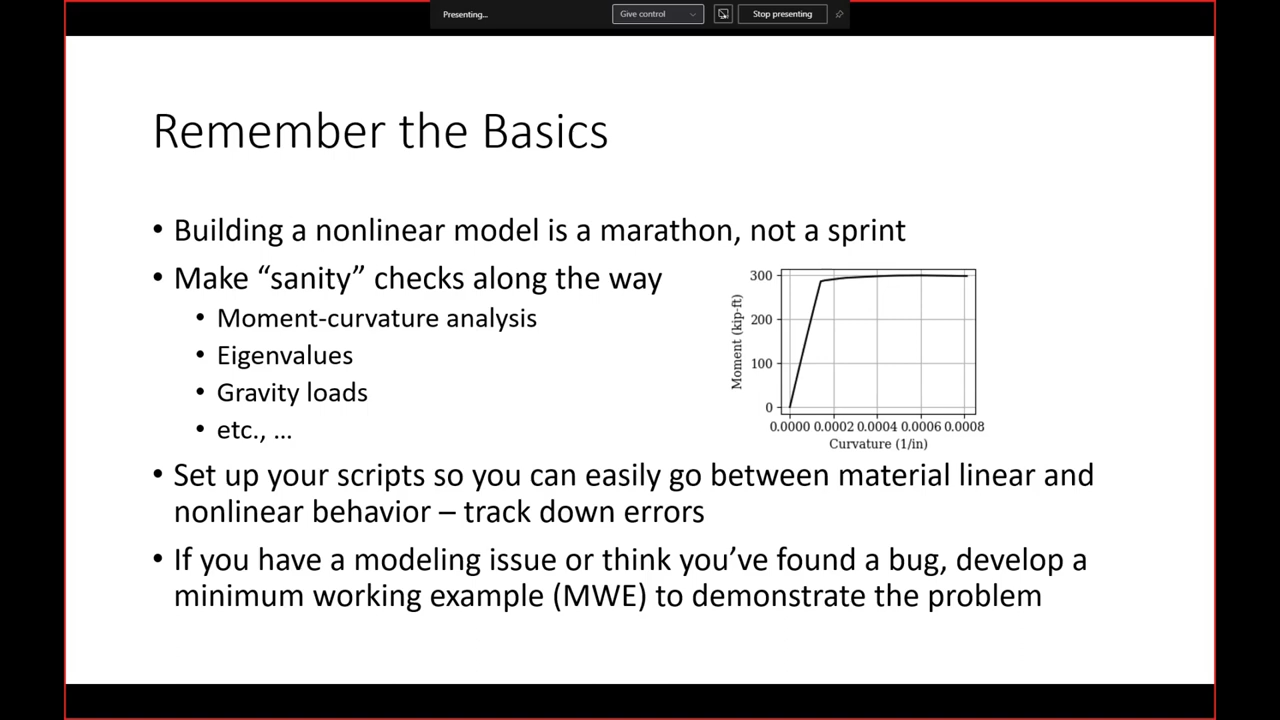 Presenting...
Give control
Stop presenting
Remember the Basics
• Building a nonlinear model is a marathon, not a sprint
• Make “sanity” checks along the way
• Moment-curvature analysis
• Eigenvalues
• Gravity loads
• etc., …
300
200
100
0
Moment (kip-ft)
0.0000 0.0002 0.0004 0.0006 0.0008
Curvature (1/in)
• Set up your scripts so you can easily go between material linear and
nonlinear behavior – track down errors
• If you have a modeling issue or think you’ve found a bug, develop a
minimum working example (MWE) to demonstrate the problem